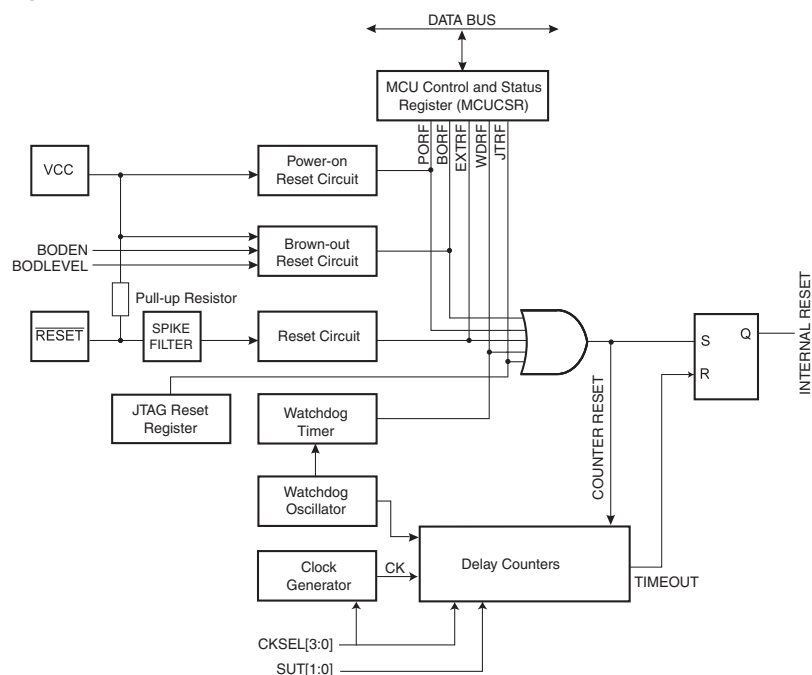 DATA BUS
MCU Control and Status
Register (MCUCSR)
PORF
BORF
EXTRF
WDRF
JTRF
VCC
Power-on
Reset Circuit
BODEN
BODLEVEL
Brown-out
Reset Circuit
Pull-up Resistor
RESET
SPIKE
FILTER
Reset Circuit
JTAG Reset
Register
Watchdog
Timer
Watchdog
Oscillator
Clock
Generator
CK
Delay Counters
COUNTER RESET
S
Q
R
INTERNAL RESET
TIMEOUT
CKSEL[3:0]
SUT[1:0]